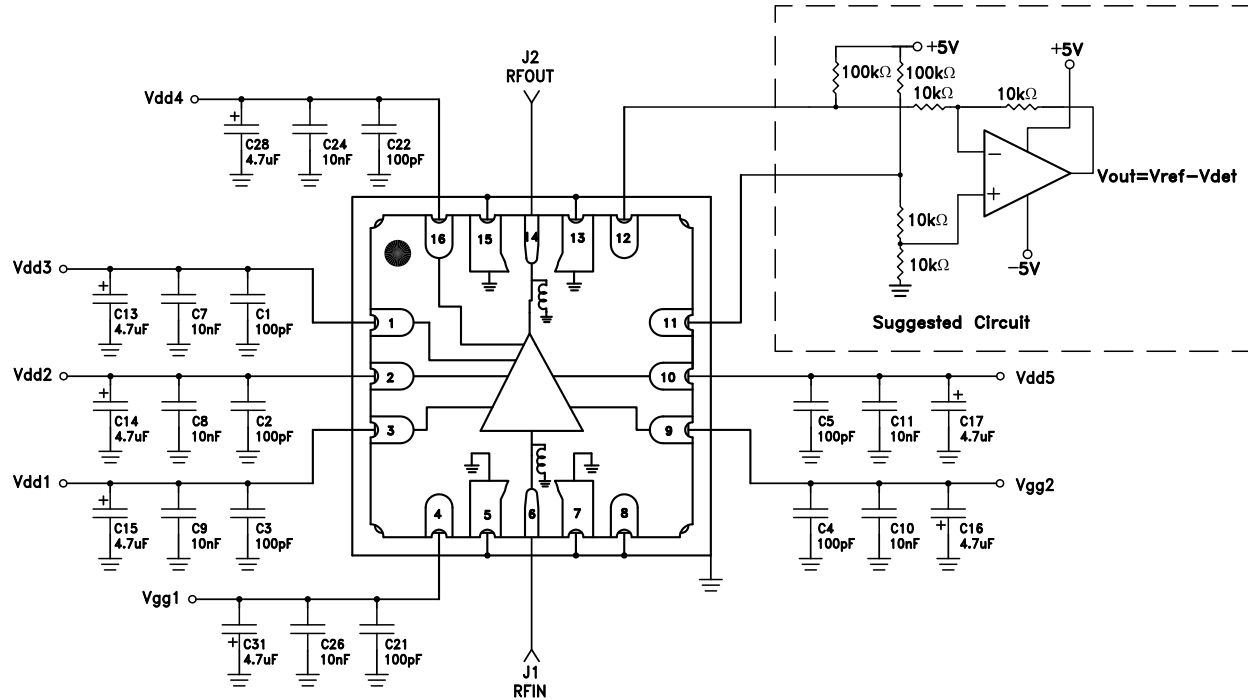 J2
RFOUT
Vdd4
+
C28
4.7uF
C24
10nF
C22
100pF
+5V
+5V
100kΩ
100kΩ
10kΩ
10kΩ
−
+
Vout=Vref−Vdet
10kΩ
10kΩ
−5V
Suggested Circuit
16
15
14
13
12
Vdd3
+
C13
4.7uF
C7
10nF
C1
100pF
1
11
Vdd2
+
C14
4.7uF
C8
10nF
C2
100pF
2
10
Vdd5
C5
100pF
C11
10nF
+
C17
4.7uF
3
9
Vdd1
+
C15
4.7uF
C9
10nF
C3
100pF
Vgg2
C4
100pF
C10
10nF
+
C16
4.7uF
4
5
6
7
8
Vgg1
+
C31
4.7uF
C26
10nF
C21
100pF
J1
RFIN